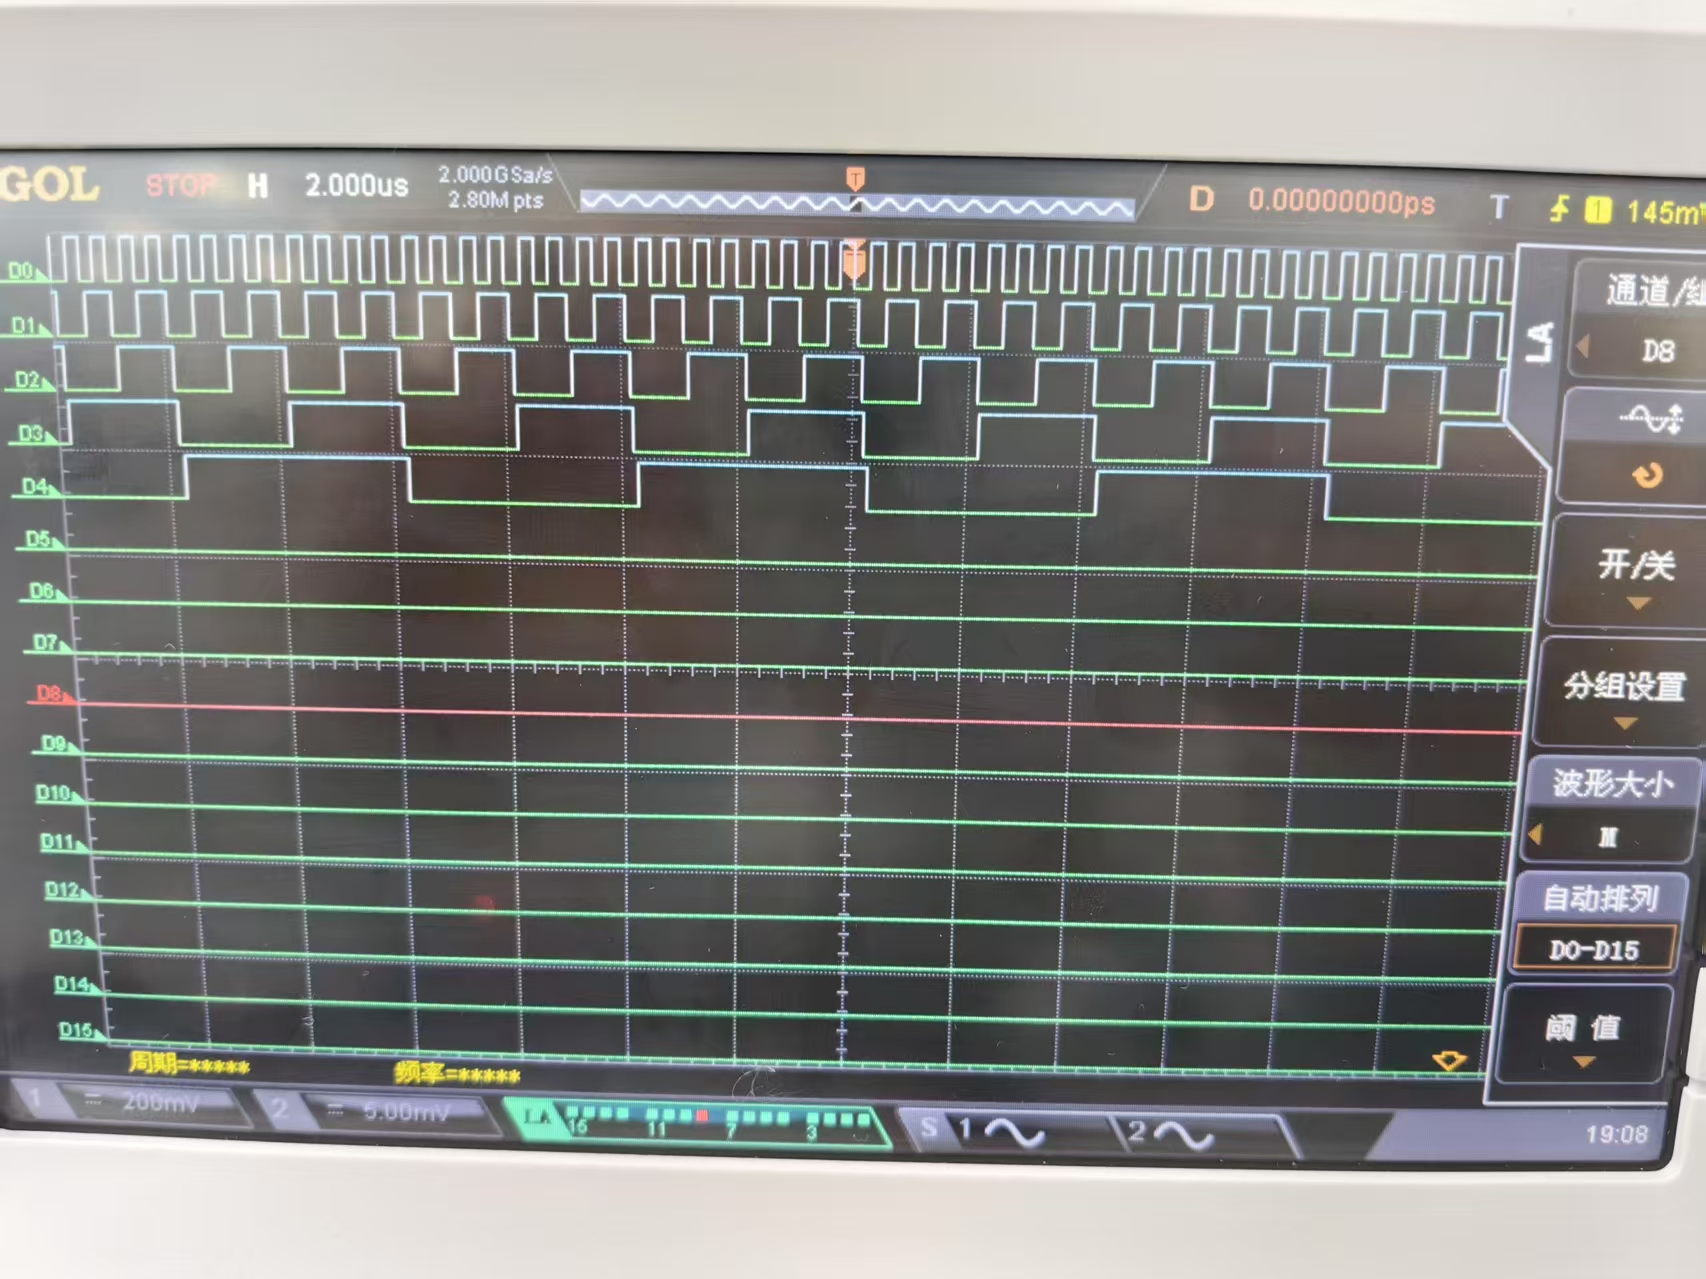 GOL
STOP H 2.000us 2.000GSa/s
2.80M pts
T
D 0.00000000ps T 1 145m
D0
D1
D2
D3
D4
D5
D6
D7
D8
D9
D10
D11
D12
D13
D14
D15
LA
通道/
D8
开/关
分组设置
波形大小
自动排列
D0-D15
阈 值
周期=***** 频率=*****
1 200mV 2 5.00mV LA 15 11 7 3 S 1 2 19:08